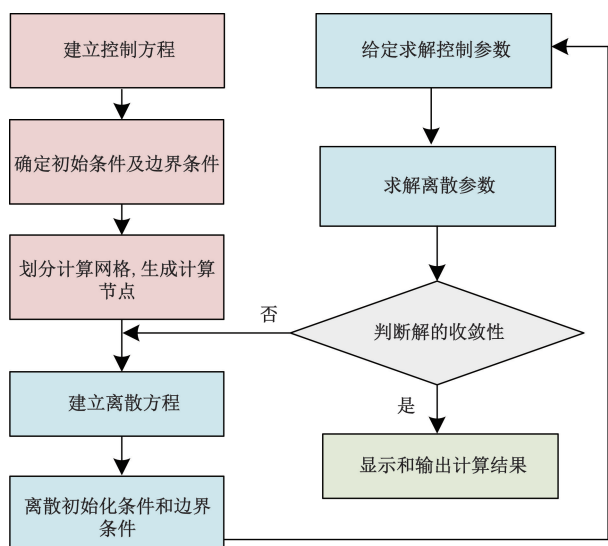 建立控制方程
确定初始条件及边界条件
划分计算网格, 生成计算
节点
建立离散方程
离散初始化条件和边界
条件
给定求解控制参数
求解离散参数
判断解的收敛性
否
是
显示和输出计算结果